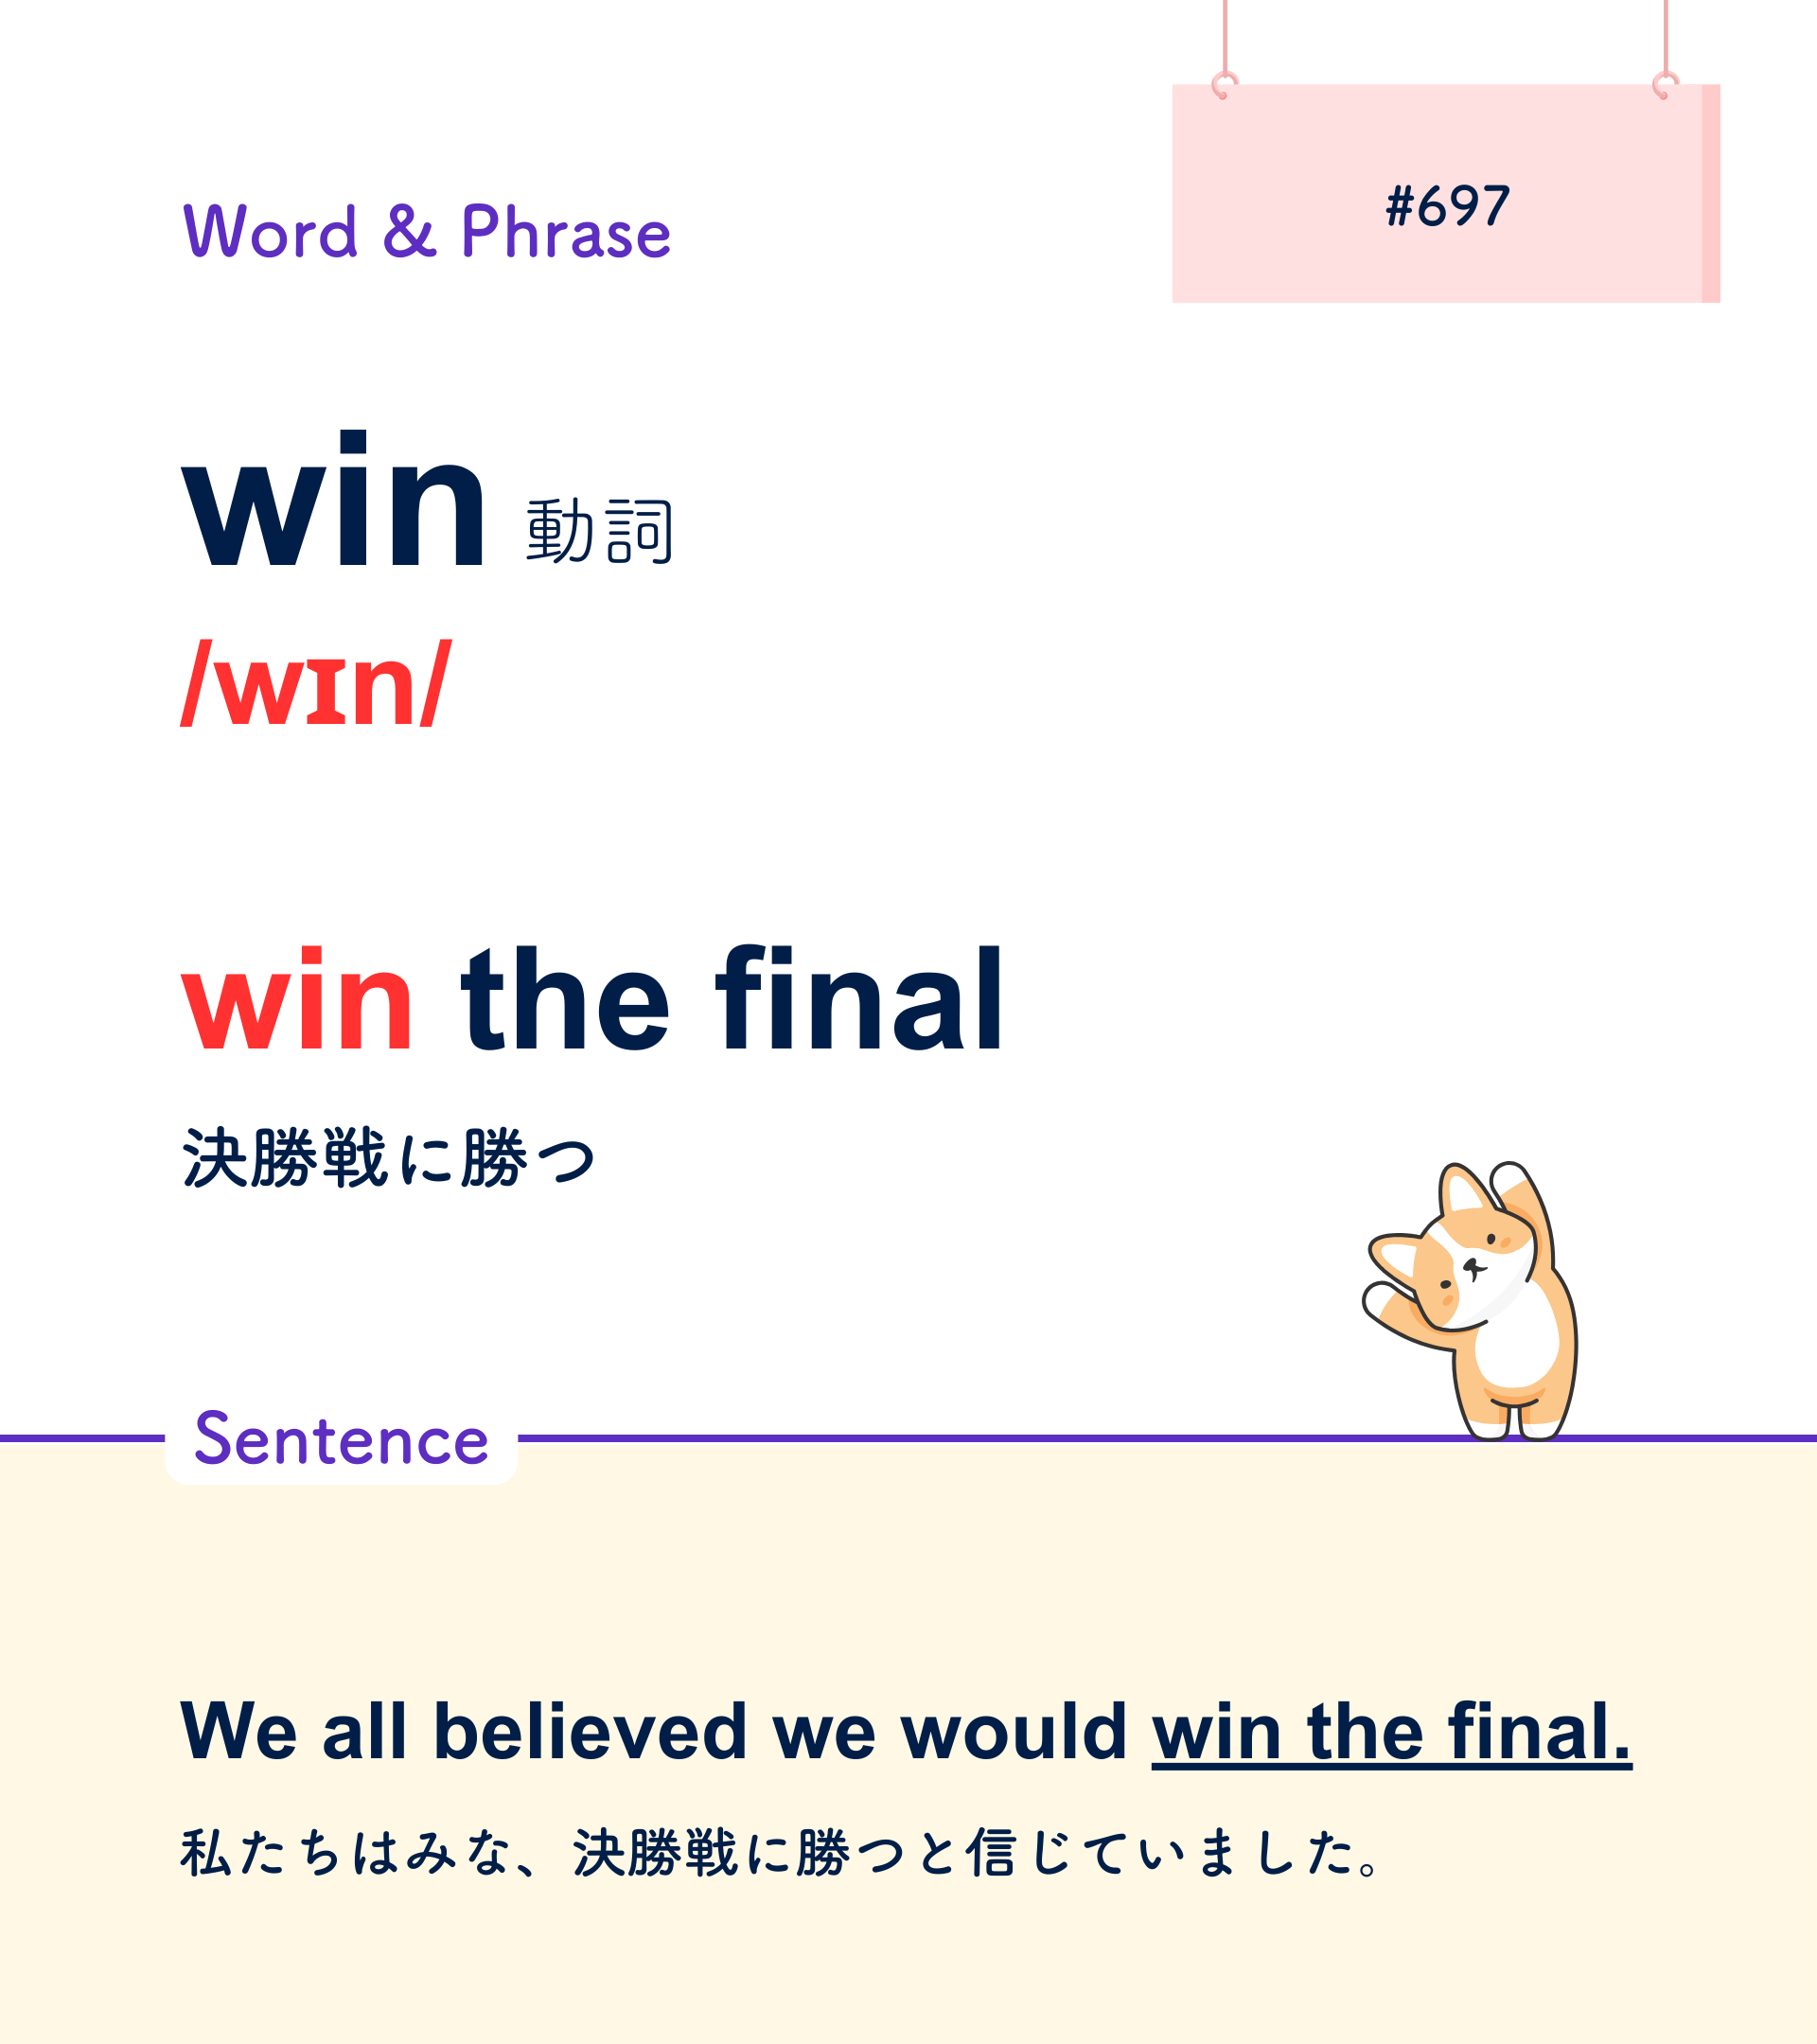 #697
Word & Phrase
win 動詞
/wɪn/
win the final
決勝戦に勝つ
Sentence
We all believed we would win the final.
私たちはみな、決勝戦に勝つと信じていました。